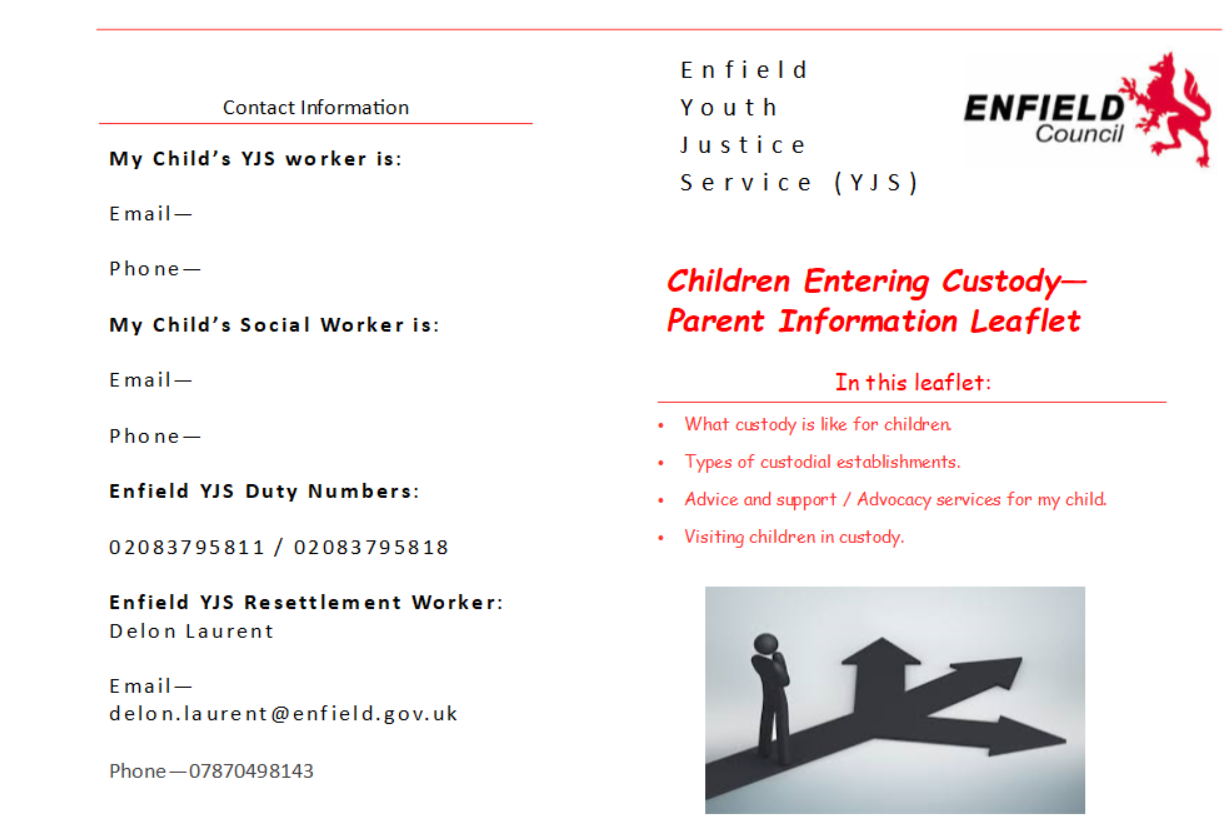 Contact Information
My Child’s YJS worker is:
Email—
Phone—
My Child’s Social Worker is:
Email—
Phone—
Enfield YJS Duty Numbers:
02083795811 / 02083795818
Enfield YJS Resettlement Worker:
Delon Laurent
Email—
delon.laurent@enfield.gov.uk
Phone—07870498143
Enfield
Youth
Justice
Service (YJS)
ENFIELD
Council
Children Entering Custody—
Parent Information Leaflet
In this leaflet:
• What custody is like for children.
• Types of custodial establishments.
• Advice and support / Advocacy services for my child.
• Visiting children in custody.